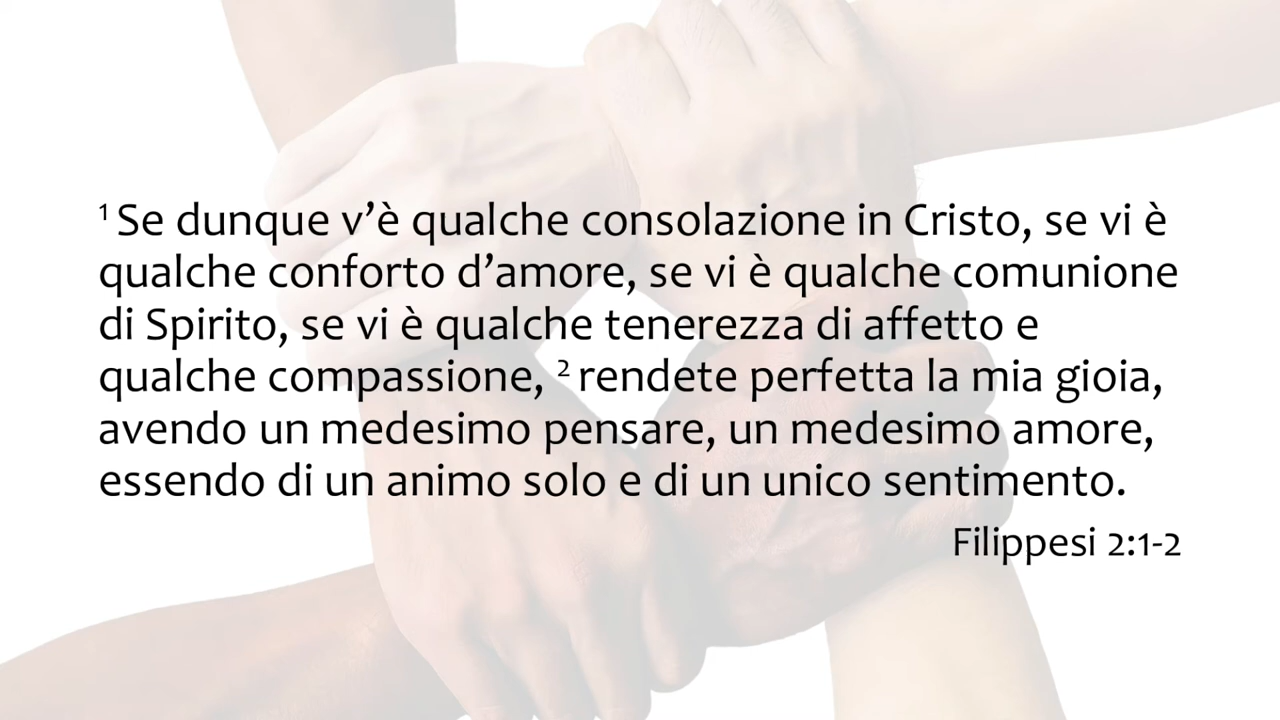 ¹ Se dunque v’è qualche consolazione in Cristo, se vi è
qualche conforto d’amore, se vi è qualche comunione
di Spirito, se vi è qualche tenerezza di affetto e
qualche compassione, ² rendete perfetta la mia gioia,
avendo un medesimo pensare, un medesimo amore,
essendo di un animo solo e di un unico sentimento.
Filippesi 2:1-2